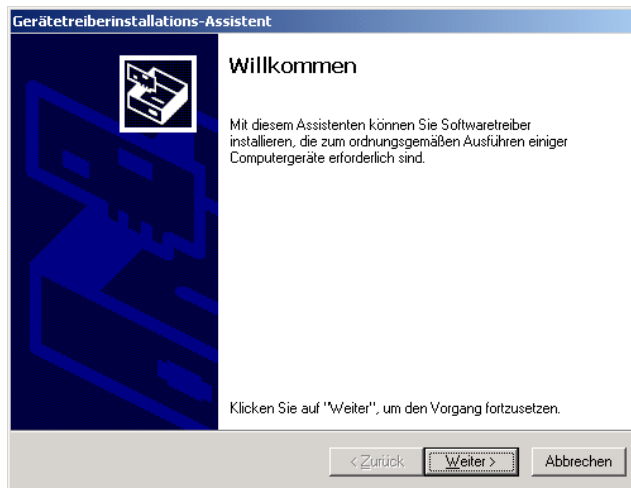 Gerätetreiberinstallations-Assistent
Willkommen
Mit diesem Assistenten können Sie Softwaretreiber
installieren, die zum ordnungsgemäßen Ausführen einiger
Computergeräte erforderlich sind.
Klicken Sie auf "Weiter", um den Vorgang fortzusetzen.
< Zurück Weiter > Abbrechen